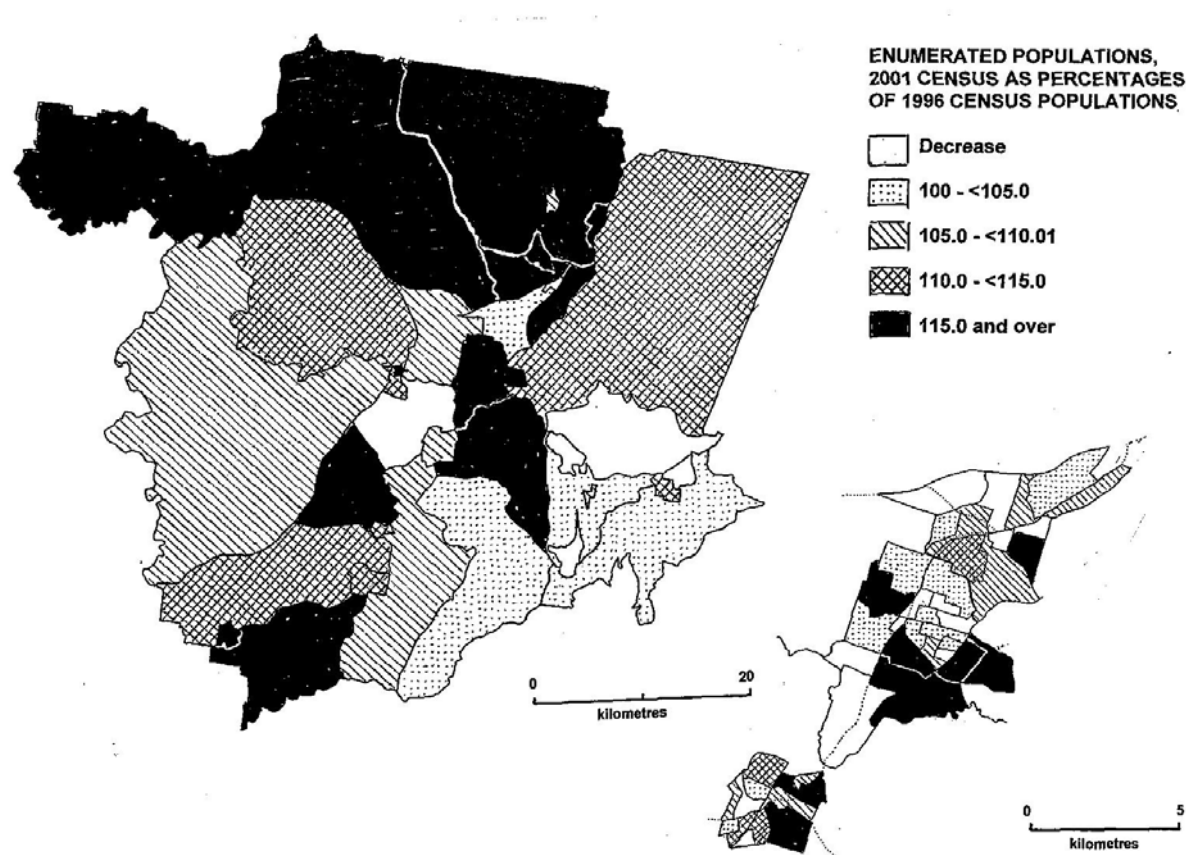 ENUMERATED POPULATIONS,
2001 CENSUS AS PERCENTAGES
OF 1996 CENSUS POPULATIONS
Decrease
100 - <105.0
105.0 - <110.01
110.0 - <115.0
115.0 and over
0 20
kilometres
0 5
kilometres